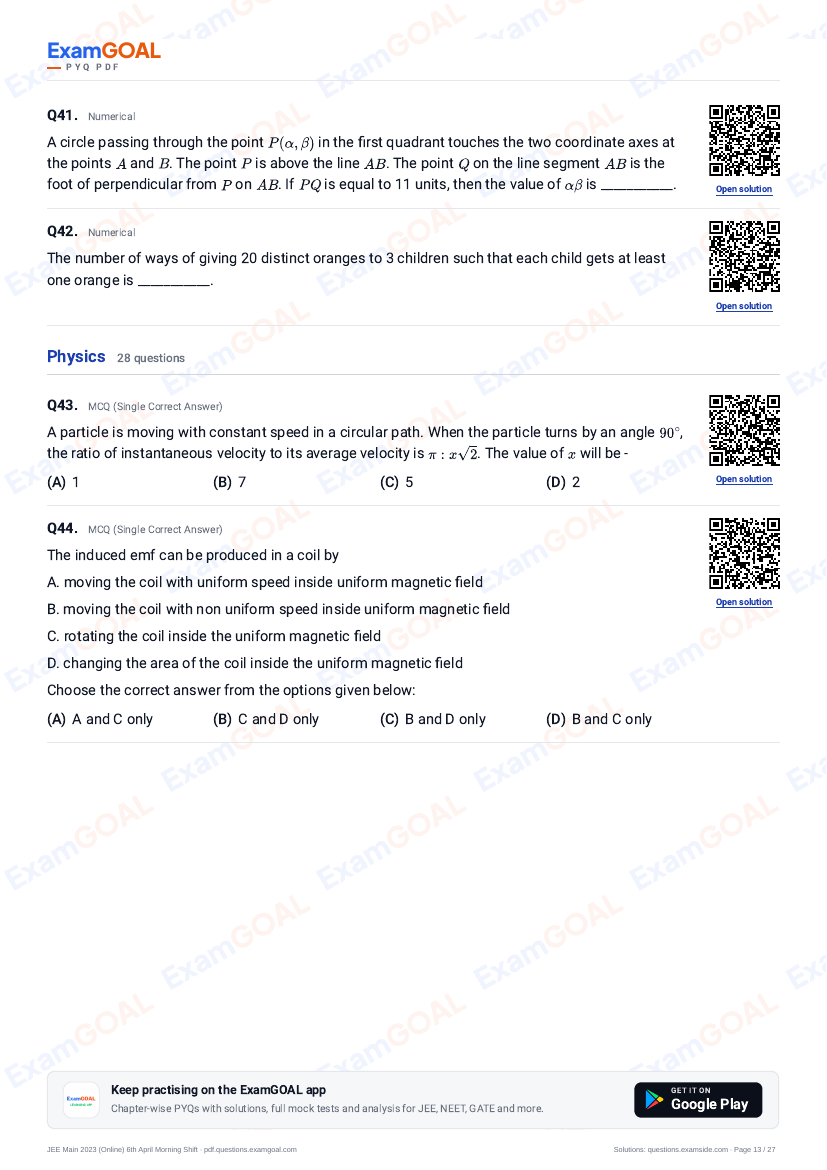 ExamGOAL
PYQ PDF
Q41. Numerical
A circle passing through the point P(α, β) in the first quadrant touches the two coordinate axes at
the points A and B. The point P is above the line AB. The point Q on the line segment AB is the
foot of perpendicular from P on AB. If PQ is equal to 11 units, then the value of αβ is ___________.
Open solution
Q42. Numerical
The number of ways of giving 20 distinct oranges to 3 children such that each child gets at least
one orange is ___________.
Open solution
Physics 28 questions
Q43. MCQ (Single Correct Answer)
A particle is moving with constant speed in a circular path. When the particle turns by an angle 90°,
the ratio of instantaneous velocity to its average velocity is π : x√2. The value of x will be -
(A) 1 (B) 7 (C) 5 (D) 2
Open solution
Q44. MCQ (Single Correct Answer)
The induced emf can be produced in a coil by
A. moving the coil with uniform speed inside uniform magnetic field
B. moving the coil with non uniform speed inside uniform magnetic field
C. rotating the coil inside the uniform magnetic field
D. changing the area of the coil inside the uniform magnetic field
Choose the correct answer from the options given below:
(A) A and C only (B) C and D only (C) B and D only (D) B and C only
Open solution
ExamGOAL
Keep practising on the ExamGOAL app
Chapter-wise PYQs with solutions, full mock tests and analysis for JEE, NEET, GATE and more.
GET IT ON
Google Play
JEE Main 2023 (Online) 6th April Morning Shift · pdf.questions.examgoal.com
Solutions: questions.examside.com · Page 13 / 27